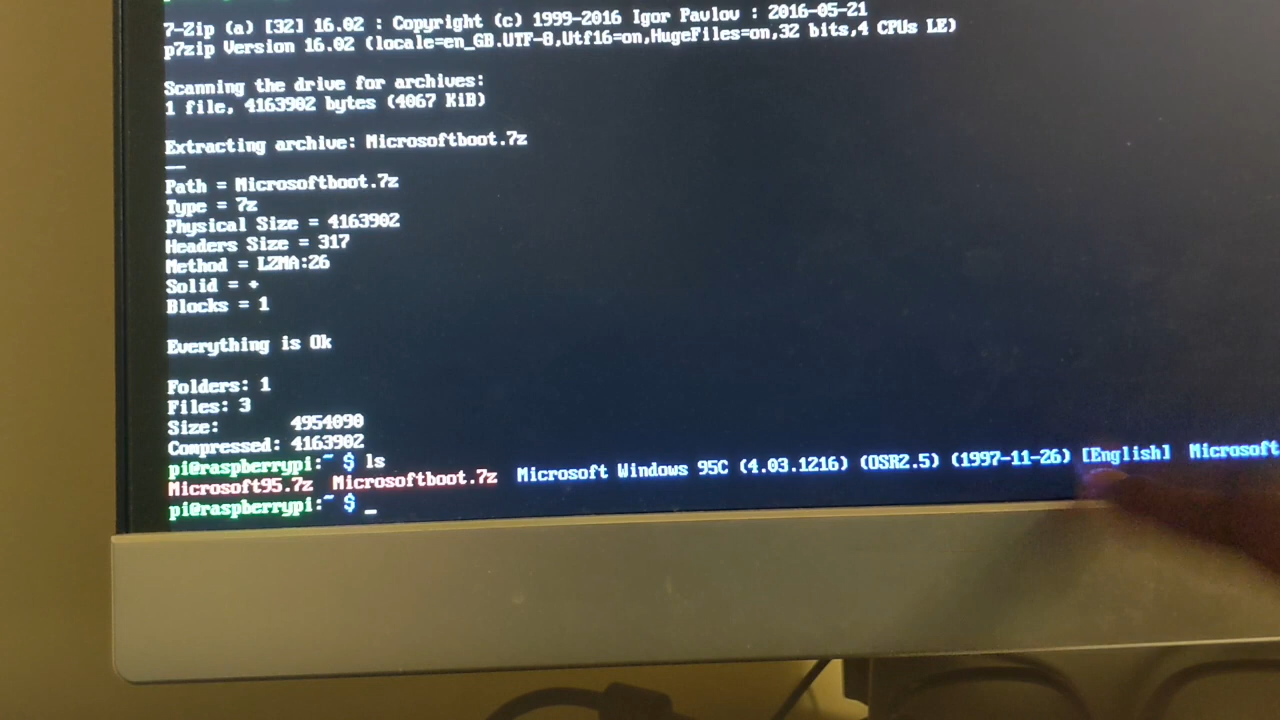 7-Zip (a) [32] 16.02 : Copyright (c) 1999-2016 Igor Pavlov : 2016-05-21
p7zip Version 16.02 (locale=en_GB.UTF-8,Utf16=on,HugeFiles=on,32 bits,4 CPUs LE)
Scanning the drive for archives:
1 file, 4163902 bytes (4067 KiB)
Extracting archive: Microsoftboot.7z
--
Path = Microsoftboot.7z
Type = 7z
Physical Size = 4163902
Headers Size = 317
Method = LZMA:26
Solid = +
Blocks = 1
Everything is Ok
Folders: 1
Files: 3
Size: 4954090
Compressed: 4163902
pi@raspberrypi:~ $ ls
Microsoft95.7z Microsoftboot.7z Microsoft Windows 95C (4.03.1216) (OSR2.5) (1997-11-26) [English] Microsoft
pi@raspberrypi:~ $ _